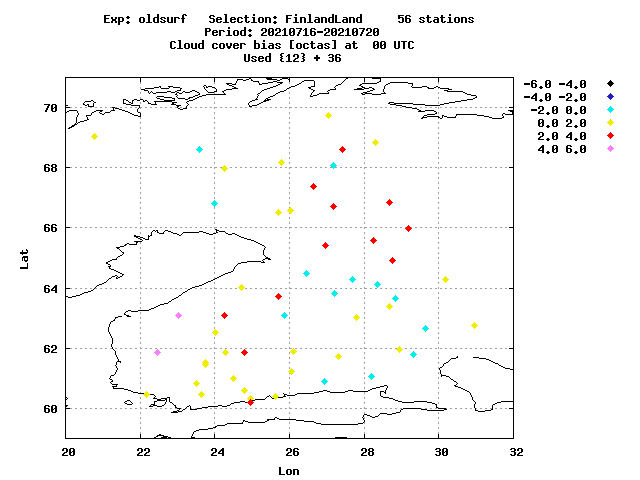 Exp: oldsurf   Selection: FinlandLand     56 stations
Period: 20210716-20210720
Cloud cover bias [octas] at  00 UTC
Used {12} + 36
-6.0 -4.0
-4.0 -2.0
-2.0 0.0
0.0 2.0
2.0 4.0
4.0 6.0
70
68
66
64
62
60
Lat
20 22 24 26 28 30 32
Lon